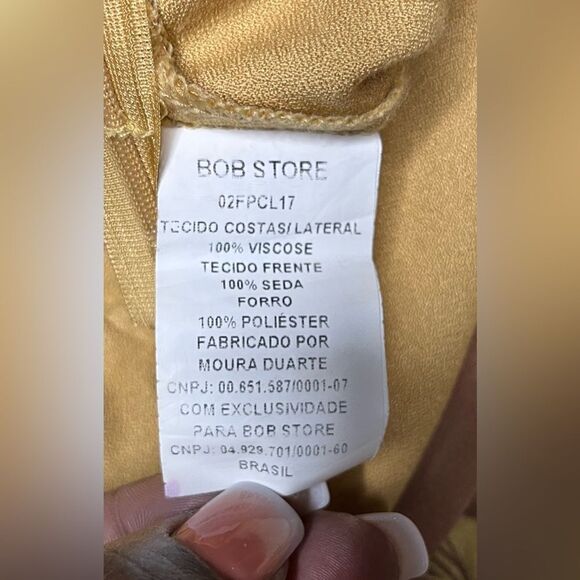 BOB STORE
02FPCL17
TECIDO COSTAS/LATERAL
100% VISCOSE
TECIDO FRENTE
100% SEDA
FORRO
100% POLIÉSTER
FABRICADO POR
MOURA DUARTE
CNPJ: 00.651.587/0001-07
COM EXCLUSIVIDADE
PARA BOB STORE
CNPJ: 04.929.701/0001-60
BRASIL